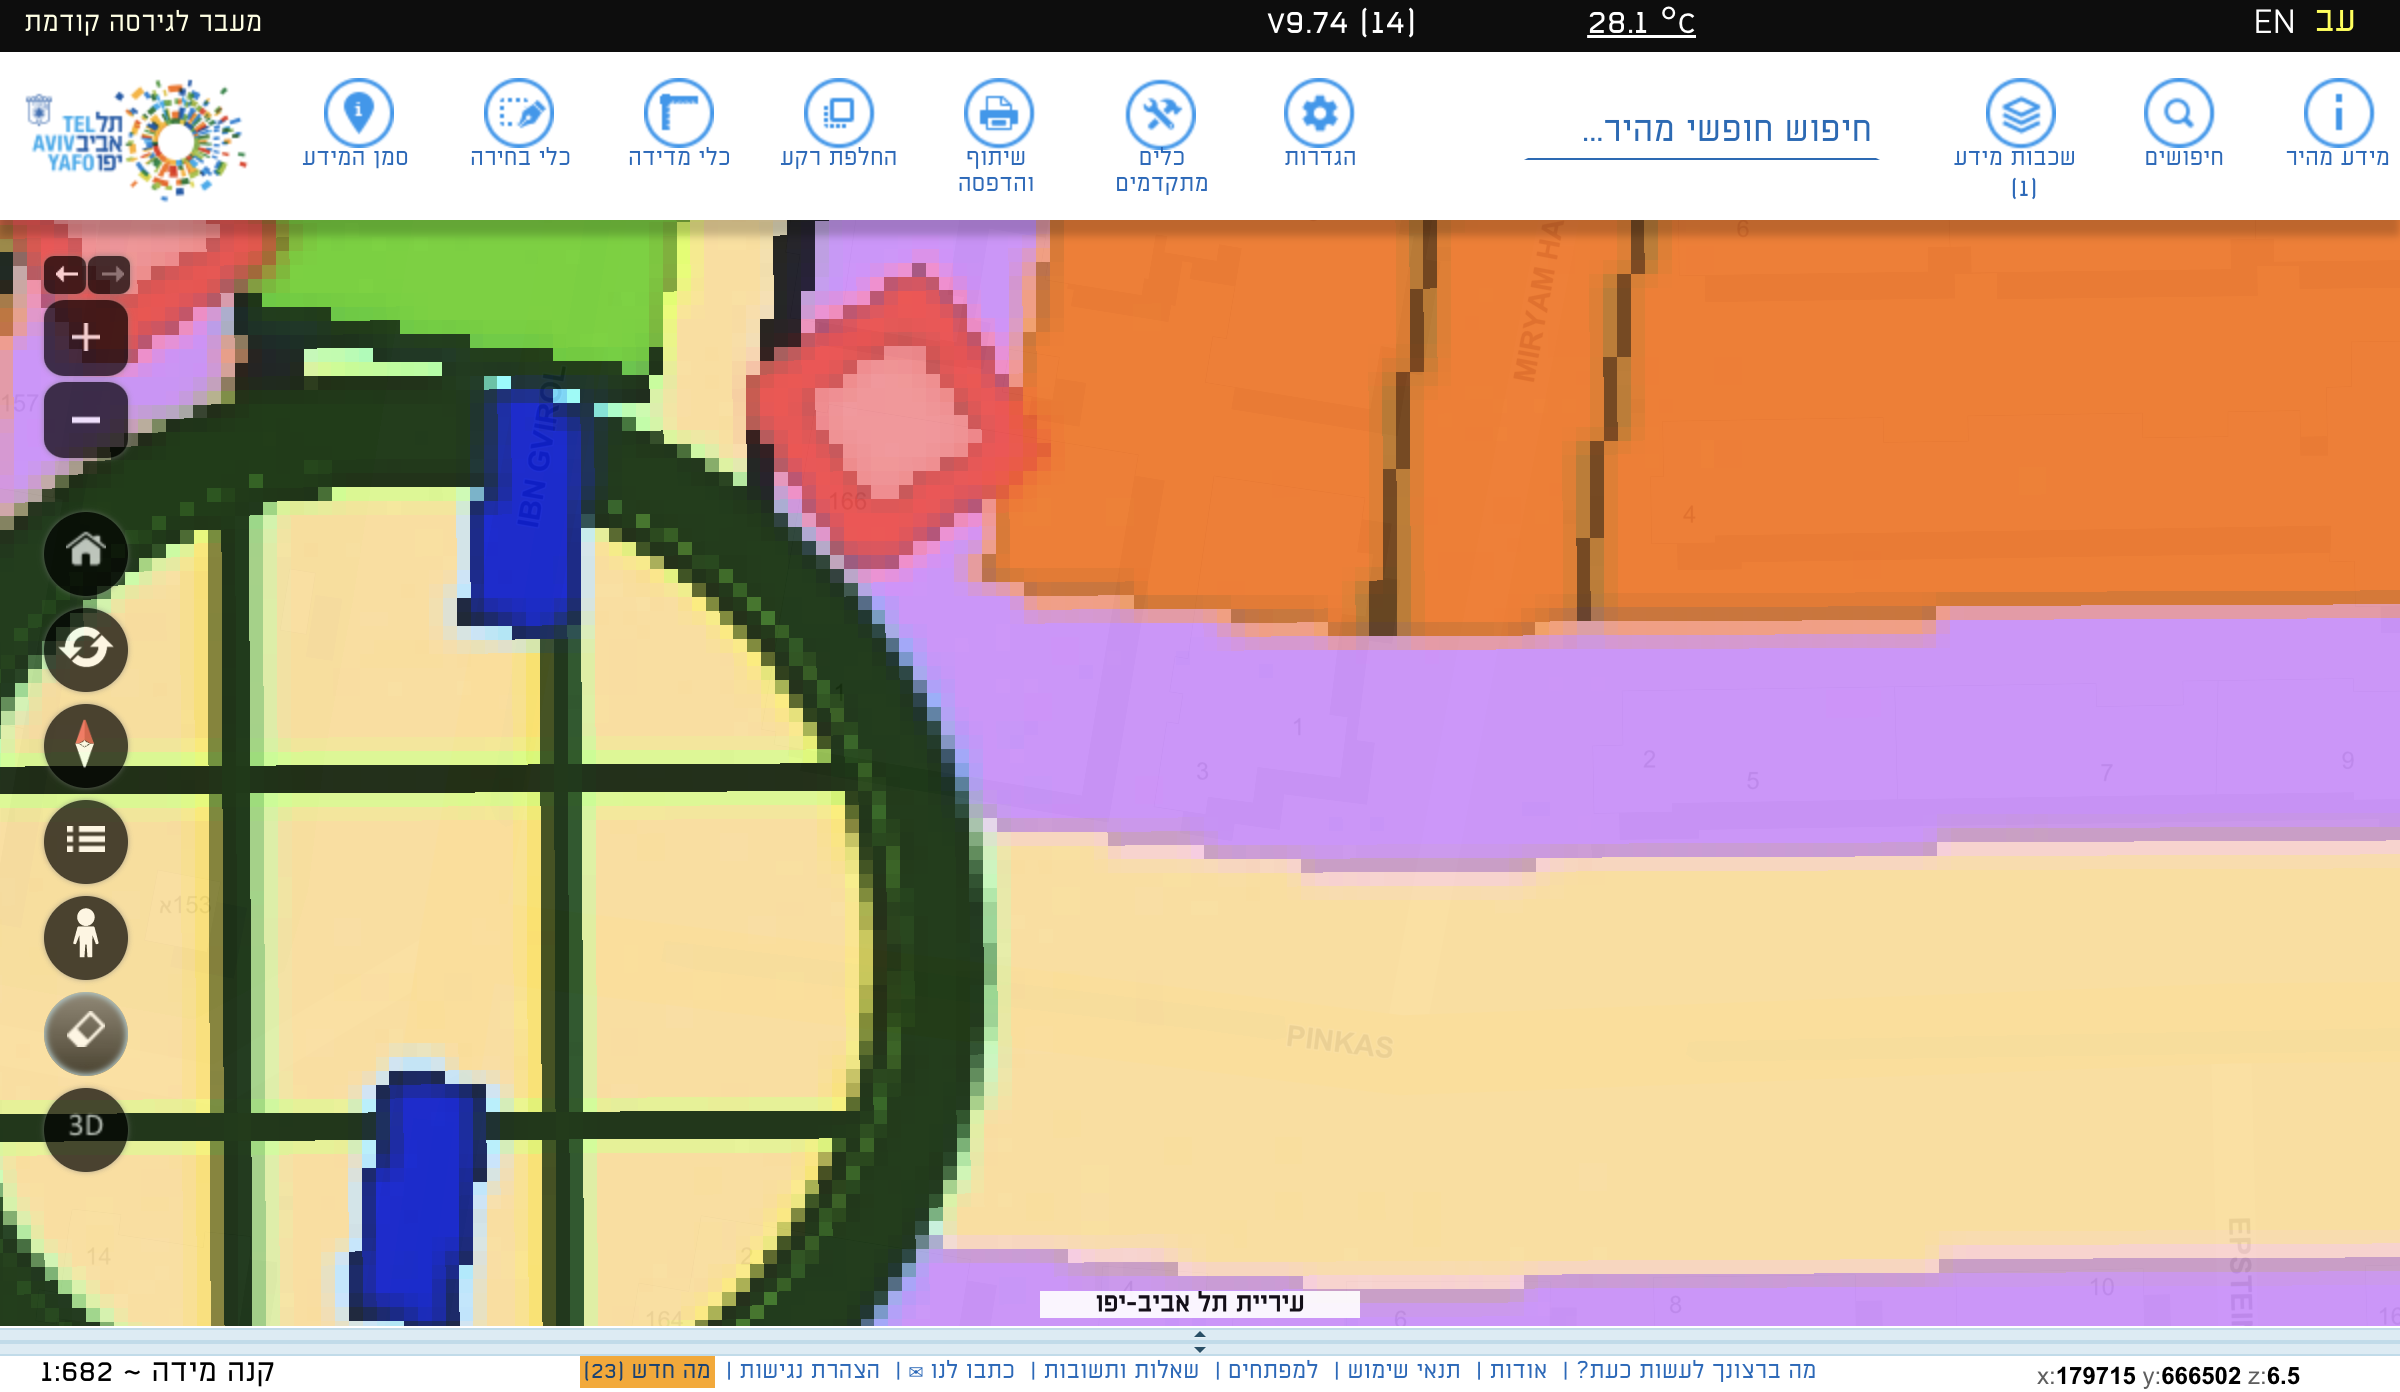 מעבר לגירסה קודמת
V9.74 (14)
28.1 °C
EN עב
תל TEL
אביב AVIV
יפו YAFO
סמן המידע
כלי בחירה
כלי מדידה
החלפת רקע
שיתוף
והדפסה
כלים
מתקדמים
הגדרות
חיפוש חופשי מהיר...
שכבות מידע
(1)
חיפושים
מידע מהיר
6
MIRYAM HA
157
IBN GVIROL
166
4
1
1
3
2
5
7
9
153א
PINKAS
3D
14
2
164
4
6
8
10
16
EPSTEI
עיריית תל אביב-יפו
קנה מידה ~ 1:682
מה ברצונך לעשות כעת? | אודות | תנאי שימוש | למפתחים | שאלות ותשובות | כתבו לנו ✉ | הצהרת נגישות | מה חדש (23)
x:179715 y:666502 z:6.5